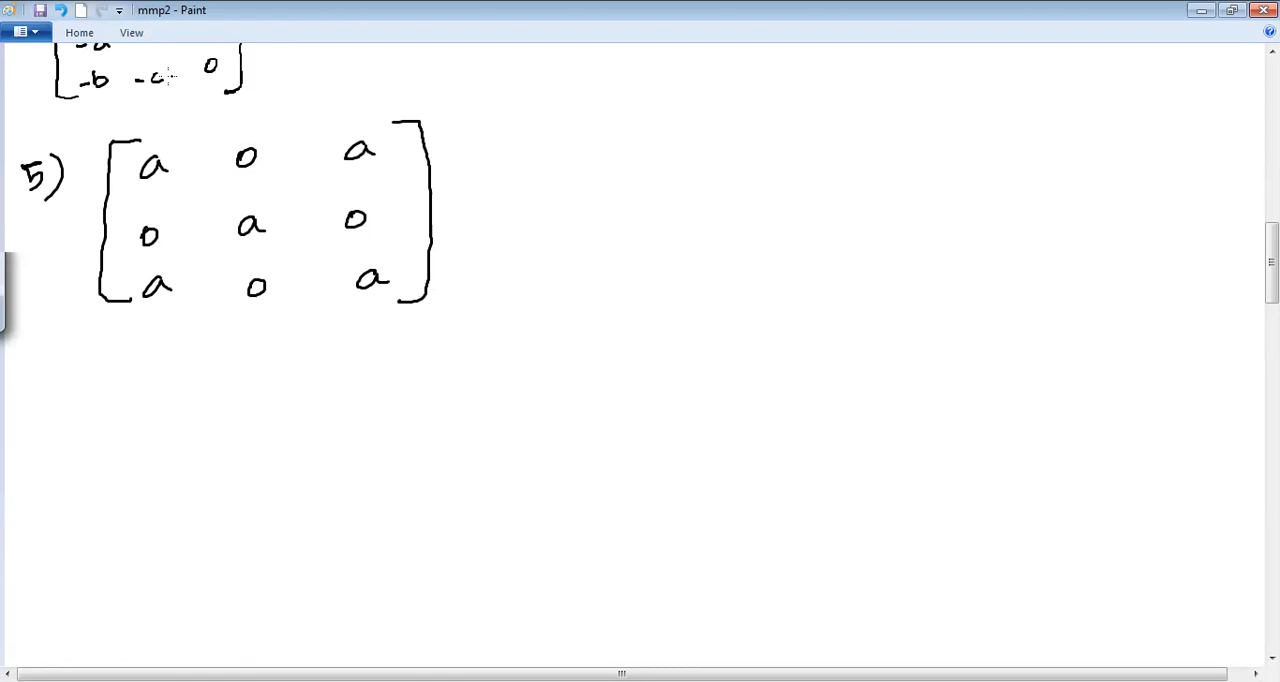 mmp2 - Paint
Home View
-a
-b -c 0
5) a 0 a
0 a 0
a 0 a